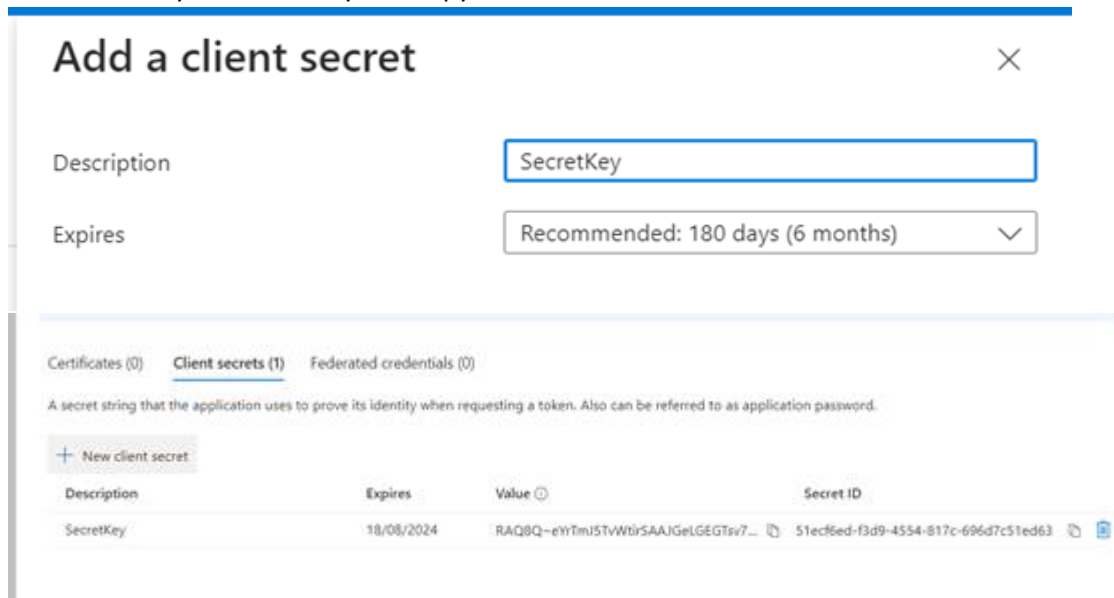 Add a client secret
Description
SecretKey
Expires
Recommended: 180 days (6 months)
Certificates (0) Client secrets (1) Federated credentials (0)
A secret string that the application uses to prove its identity when requesting a token. Also can be referred to as application password.
New client secret
Description Expires Value Secret ID
SecretKey 18/08/2024 51ecf6ed-f3d9-4554-817c-696d7c51ed63